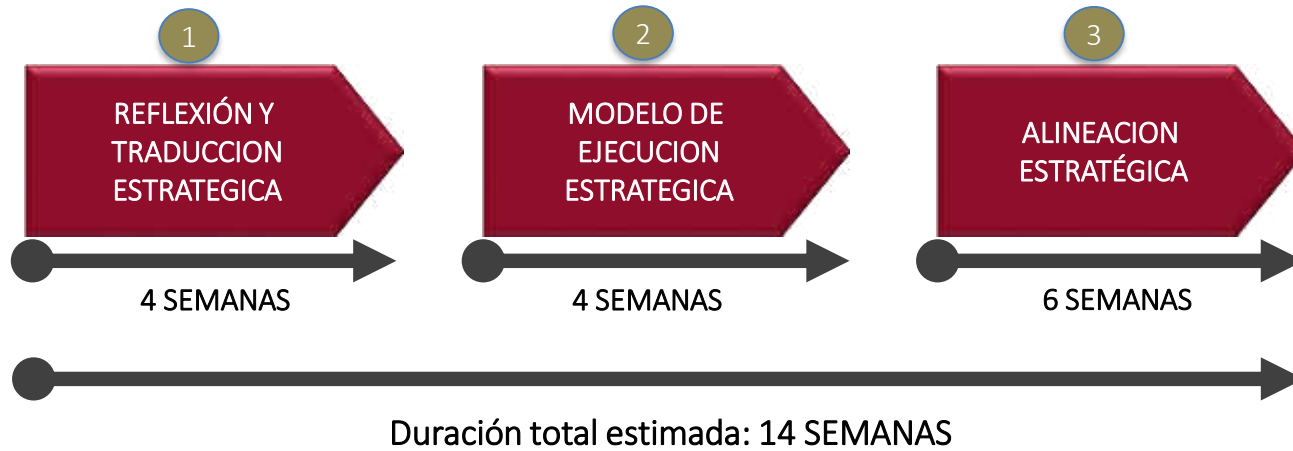 1
REFLEXIÓN Y
TRADUCCION
ESTRATEGICA
4 SEMANAS
2
MODELO DE
EJECUCION
ESTRATEGICA
4 SEMANAS
3
ALINEACION
ESTRATÉGICA
6 SEMANAS
Duración total estimada: 14 SEMANAS